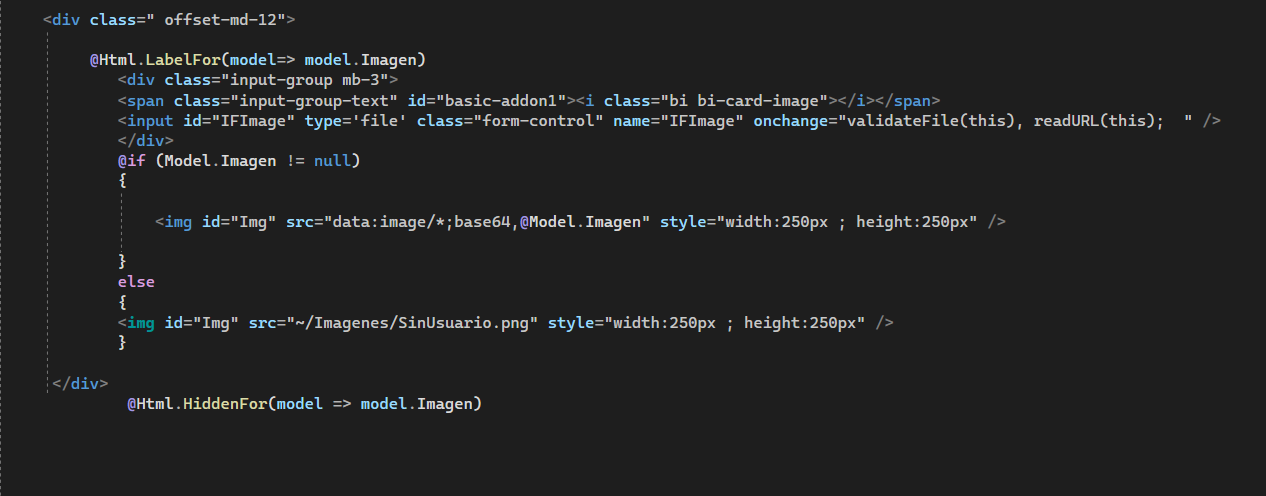 <div class=" offset-md-12">
@Html.LabelFor(model=> model.Imagen)
<div class="input-group mb-3">
<span class="input-group-text" id="basic-addon1"><i class="bi bi-card-image"></i></span>
<input id="IFImage" type='file' class="form-control" name="IFImage" onchange="validateFile(this), readURL(this);  " />
</div>
@if (Model.Imagen != null)
{
<img id="Img" src="data:image/*;base64,@Model.Imagen" style="width:250px ; height:250px" />
}
else
{
<img id="Img" src="~/Imagenes/SinUsuario.png" style="width:250px ; height:250px" />
}
</div>
@Html.HiddenFor(model => model.Imagen)